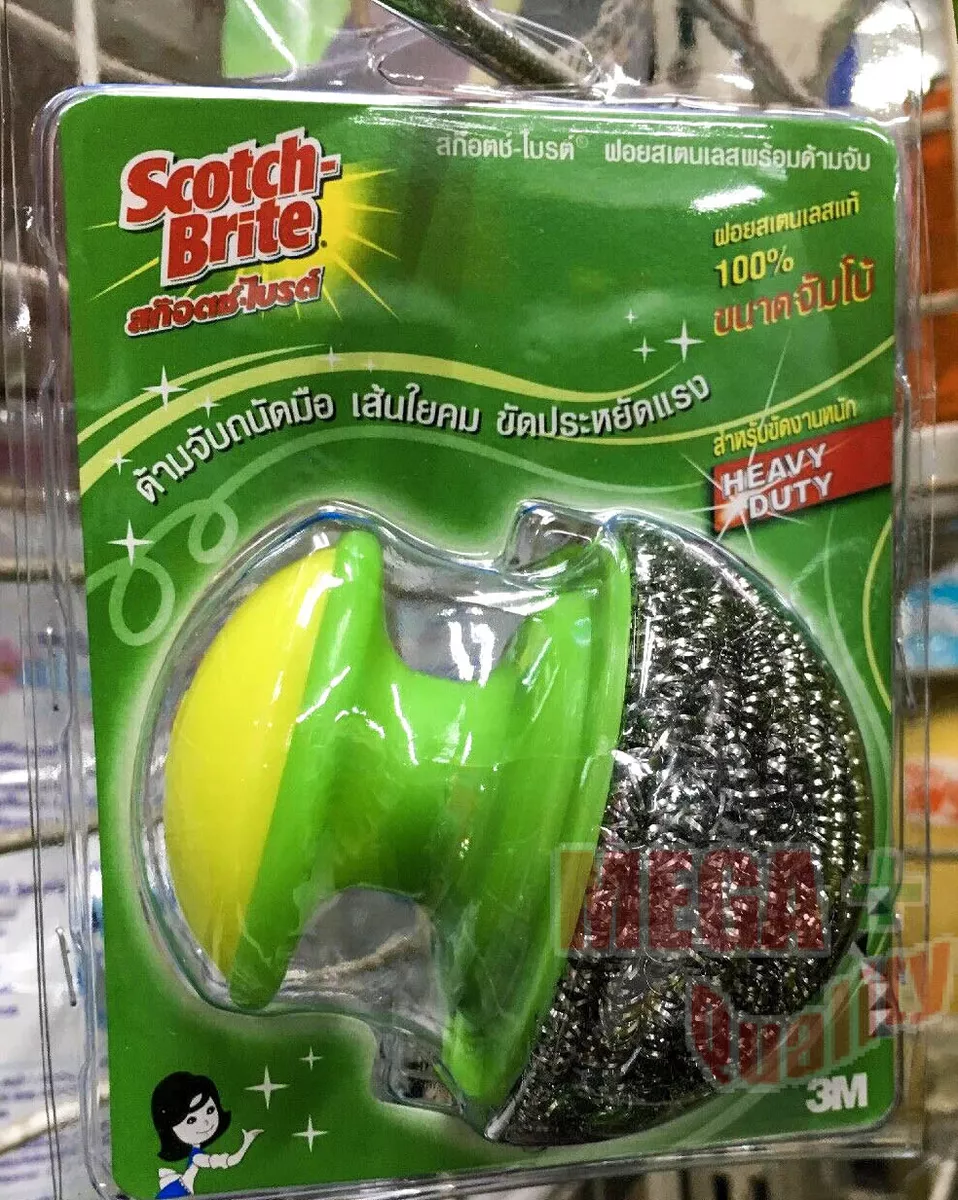 Scotch-
Brite
สก๊อตช์-ไบรต์
สก๊อตช์-ไบรต์® ฝอยสเตนเลสพร้อมด้ามจับ
ฝอยสเตนเลสแท้
100%
ขนาดจัมโบ้
ด้ามจับถนัดมือ เส้นใยคม ขัดประหยัดแรง
สำหรับขัดงานหนัก
HEAVY
DUTY
MEGA
Quality
3M